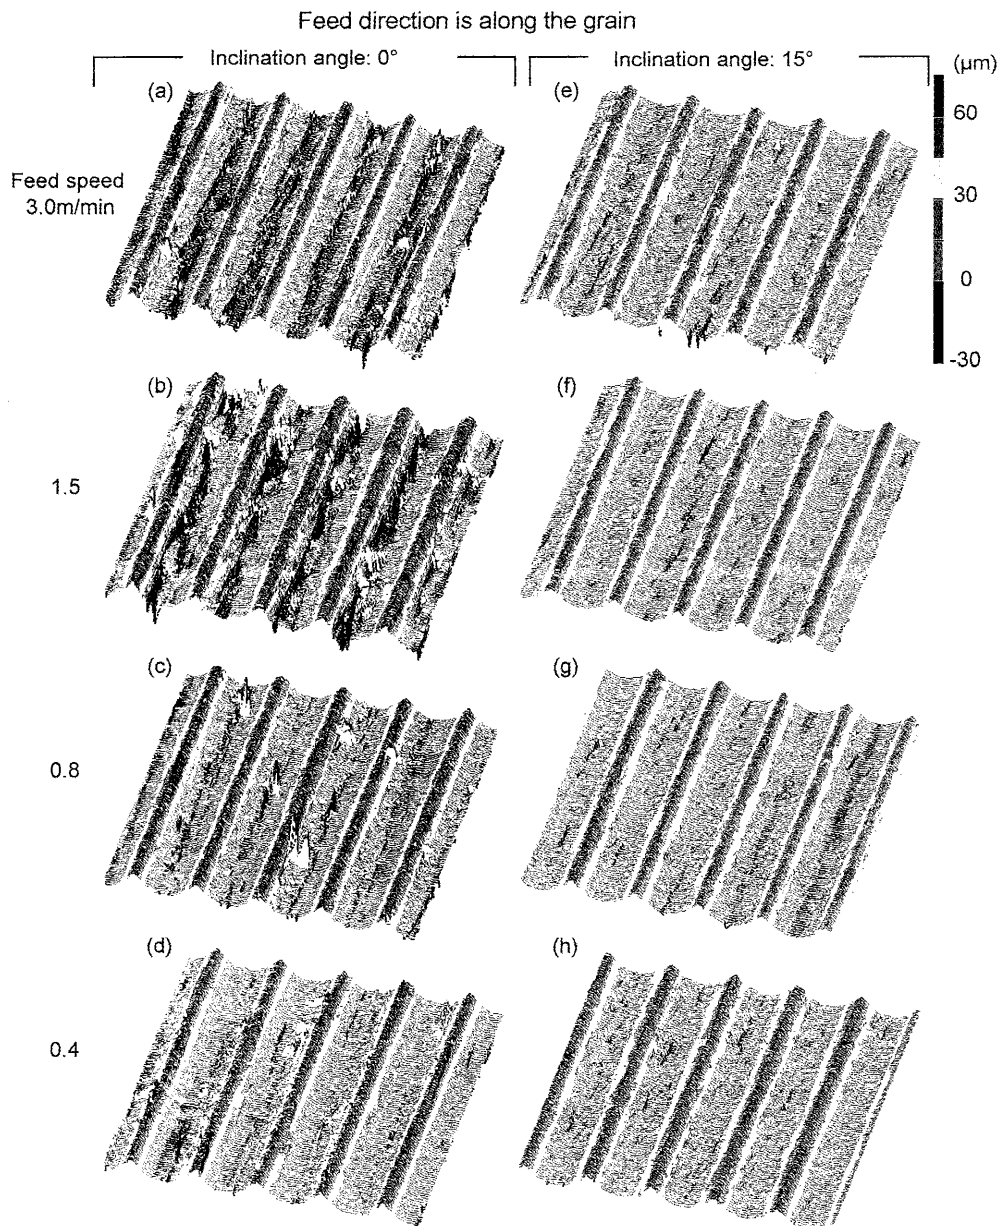 Feed direction is along the grain
Inclination angle: 0°
Inclination angle: 15°
(μm)
(a)
(e)
60
Feed speed
3.0m/min
30
0
-30
(b)
(f)
1.5
(c)
(g)
0.8
(d)
(h)
0.4